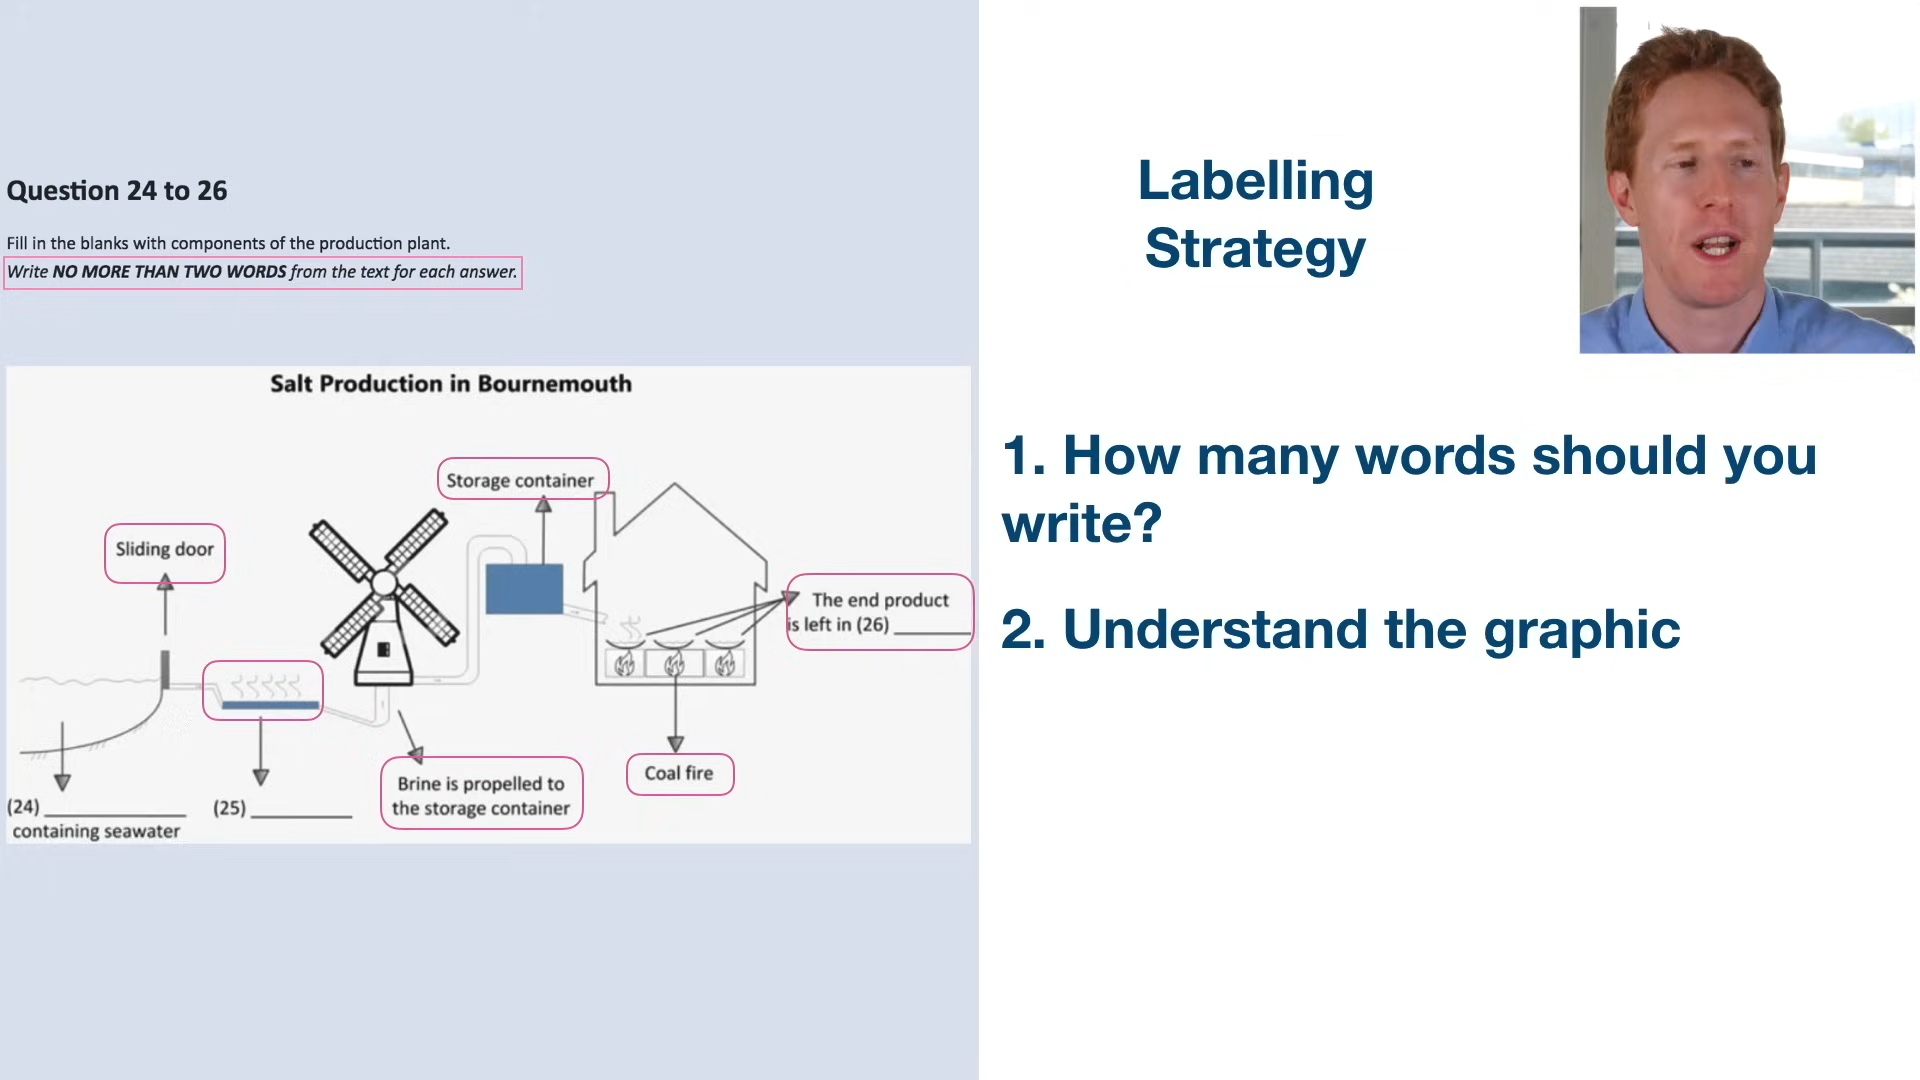 Question 24 to 26
Fill in the blanks with components of the production plant.
Write NO MORE THAN TWO WORDS from the text for each answer.
Salt Production in Bournemouth
Storage container
Sliding door
The end product
is left in (26) ________
Coal fire
Brine is propelled to
the storage container
(24) ________________
containing seawater
(25) ___________
Labelling
Strategy
1. How many words should you
write?
2. Understand the graphic